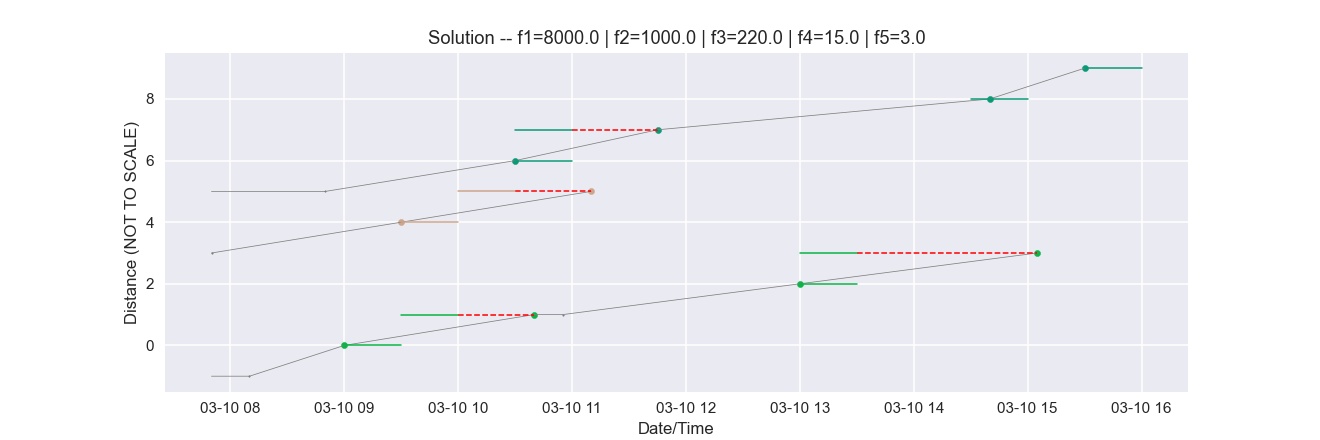 Solution -- f1=8000.0 | f2=1000.0 | f3=220.0 | f4=15.0 | f5=3.0
Distance (NOT TO SCALE)
8
6
4
2
0
03-10 08 03-10 09 03-10 10 03-10 11 03-10 12 03-10 13 03-10 14 03-10 15 03-10 16
Date/Time